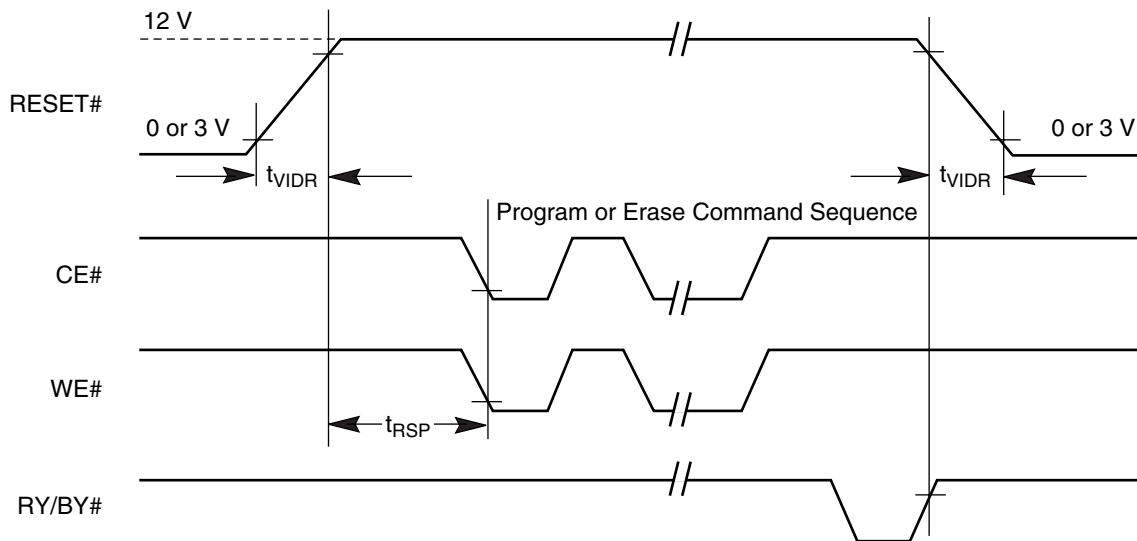 12 V
RESET#
0 or 3 V
0 or 3 V
tVIDR
tVIDR
Program or Erase Command Sequence
CE#
WE#
tRSP
RY/BY#